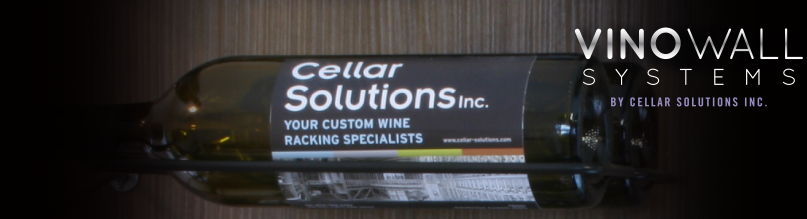 Cellar
Solutions Inc.
YOUR CUSTOM WINE
RACKING SPECIALISTS
www.cellar-solutions.com
VINOWALL
SYSTEMS
BY CELLAR SOLUTIONS INC.